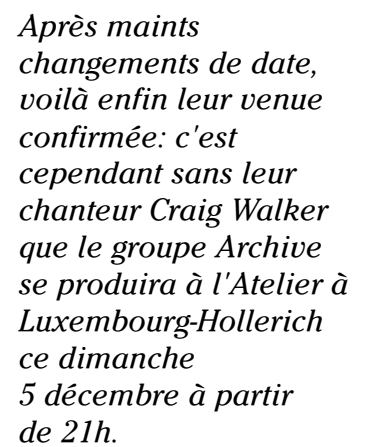 Après maints
changements de date,
voilà enfin leur venue
confirmée: c'est
cependant sans leur
chanteur Craig Walker
que le groupe Archive
se produira à l'Atelier à
Luxembourg-Hollerich
ce dimanche
5 décembre à partir
de 21h.